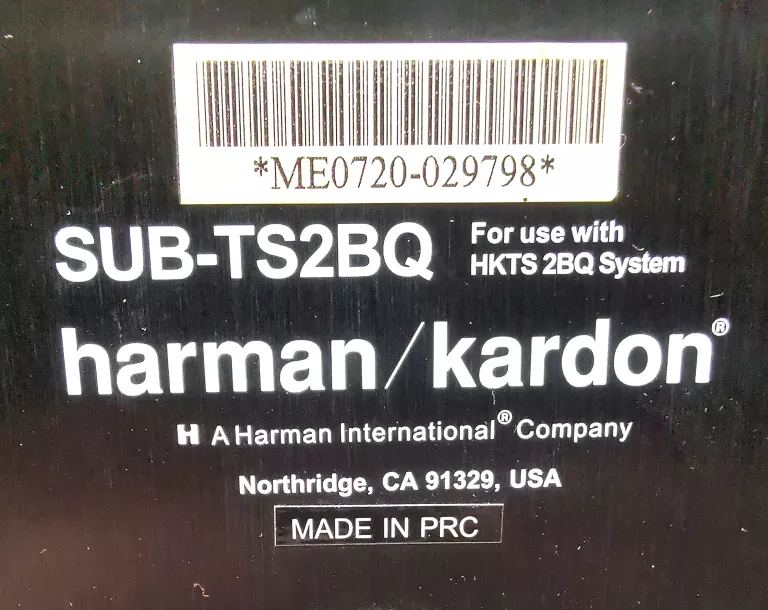 *ME0720-029798*
SUB-TS2BQ
For use with
HKTS 2BQ System
harman/kardon®
H A Harman International® Company
Northridge, CA 91329, USA
MADE IN PRC